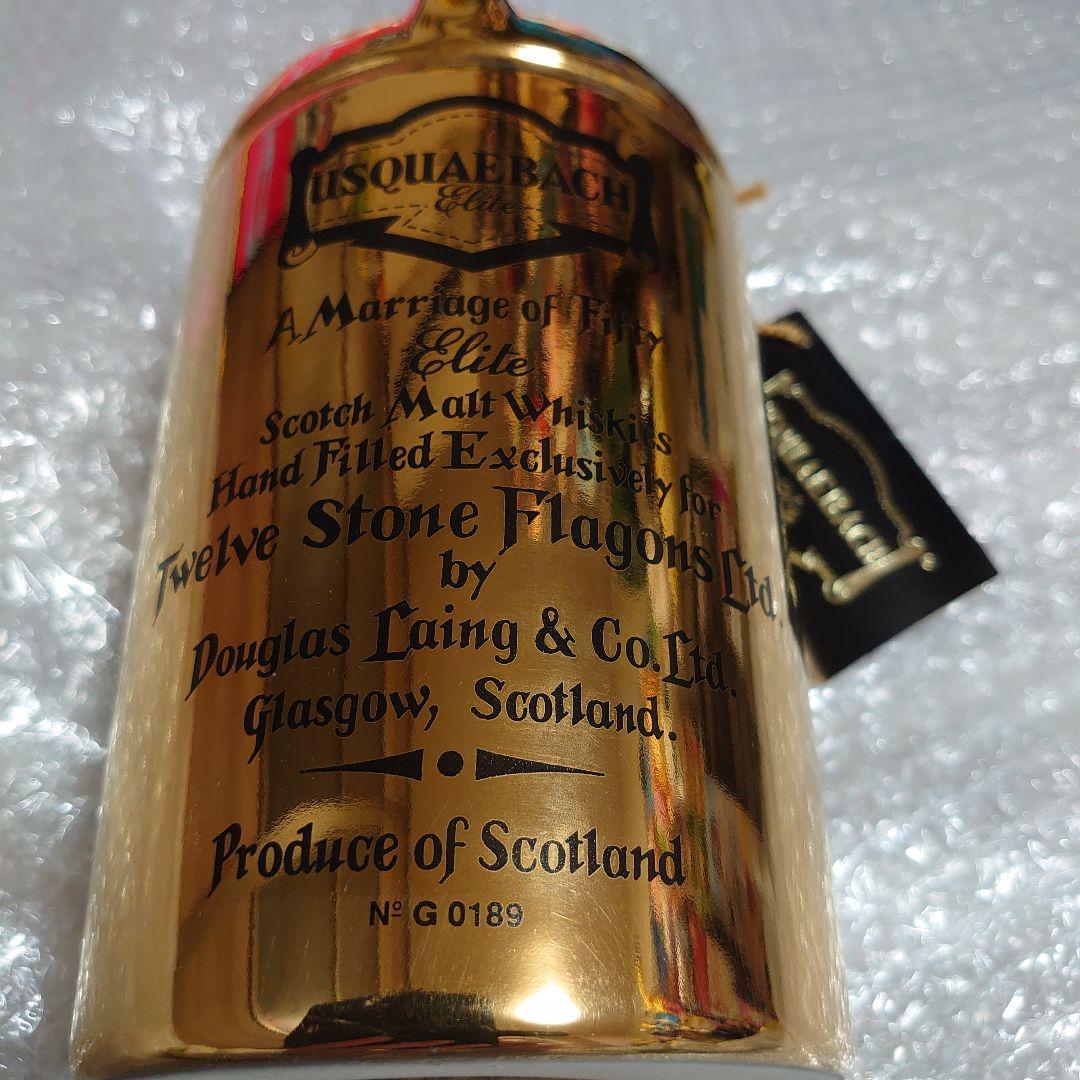 USQUAEBACH
Elite
®
A Marriage of Fifty
Elite
Scotch Malt Whiskies
Hand Filled Exclusively for
Twelve Stone Flagons Ltd.
by
Douglas Laing & Co. Ltd.
Glasgow, Scotland.
Produce of Scotland
Nº G 0189
USQUAEBACH